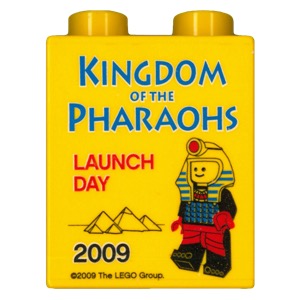 KINGDOM
OF THE
PHARAOHS
LAUNCH
DAY
2009
©2009 The LEGO Group.